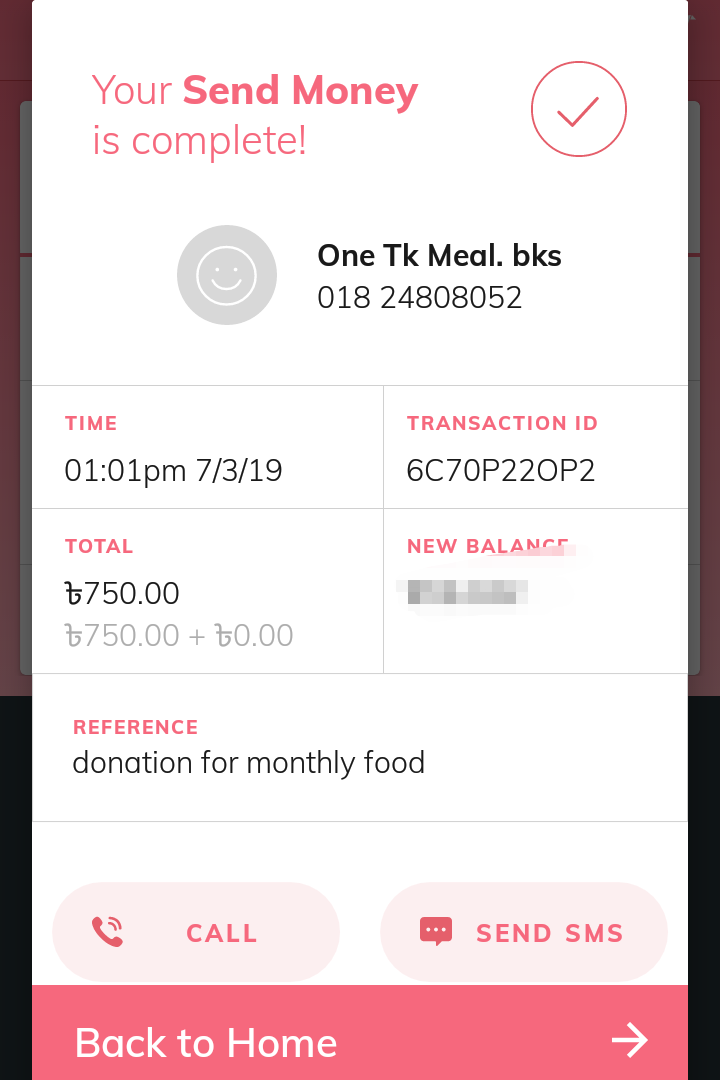 Your Send Money
is complete!
One Tk Meal. bks
018 24808052
TIME
01:01pm 7/3/19
TRANSACTION ID
6C70P22OP2
TOTAL
৳750.00
৳750.00 + ৳0.00
NEW BALANCE
REFERENCE
donation for monthly food
CALL
SEND SMS
Back to Home